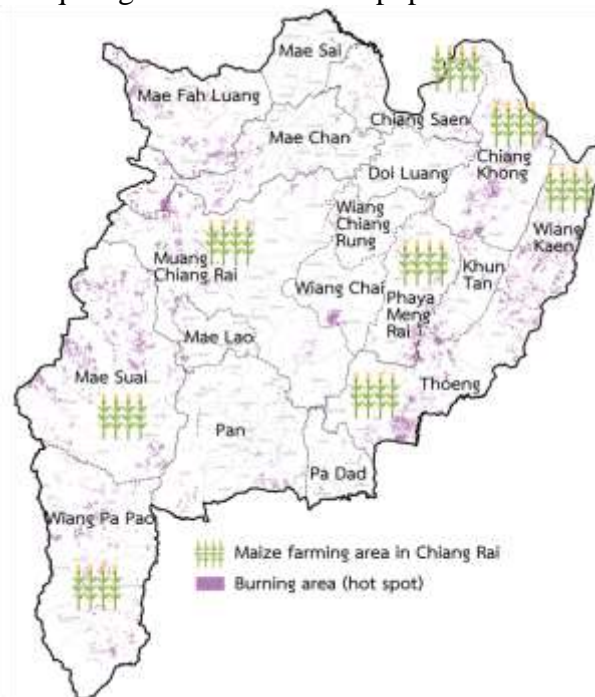 Mae Sai
Mae Fah Luang
Chiang Saen
Mae Chan
Chiang
Khong
Doi Luang
Wiang
Chiang
Rung
Wiang
Kaen
Muang
Chiang Rai
Khun
Tan
Wiang Chai
Phaya
Meng
Rai
Mae Lao
Mae Suai
Thoeng
Pan
Pa Dad
Wiang Pa Pao
Maize farming area in Chiang Rai
Burning area (hot spot)